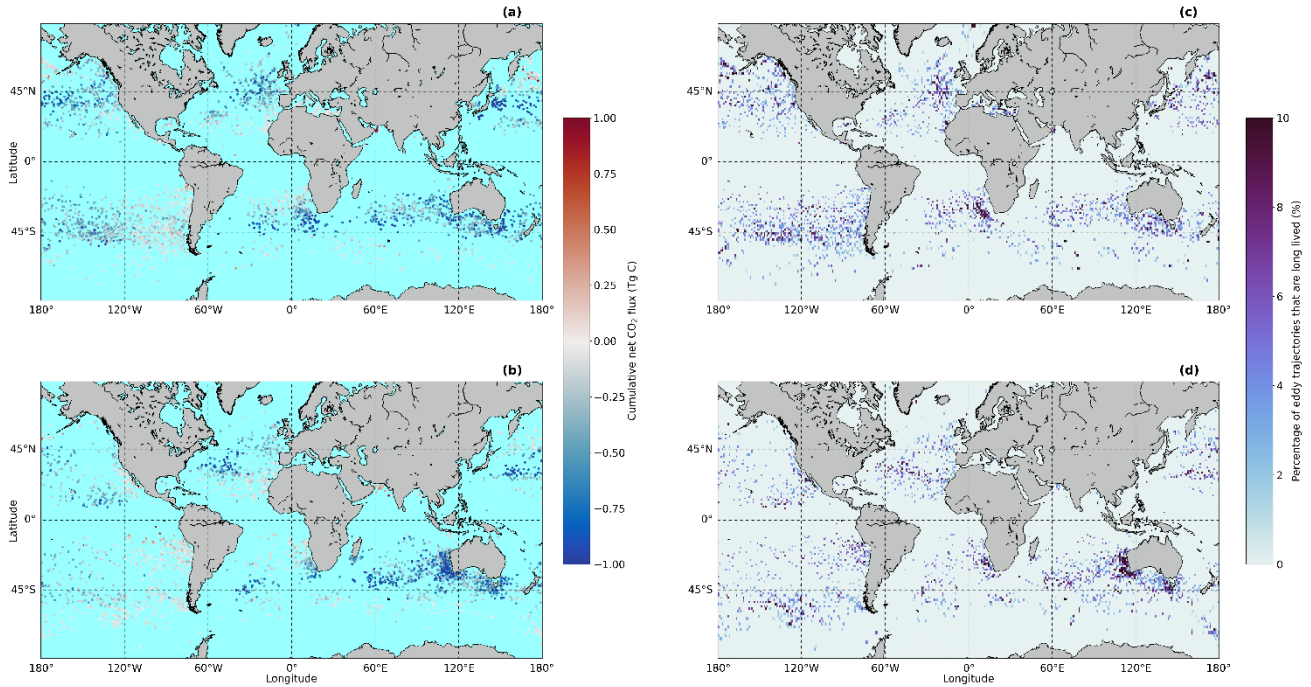 (a)
45°N
0°
45°S
Latitude
180°
120°W
60°W
0°
60°E
120°E
180°
(b)
45°N
0°
45°S
Latitude
180°
120°W
60°W
0°
60°E
120°E
180°
Longitude
1.00
0.75
0.50
0.25
0.00
−0.25
−0.50
−0.75
−1.00
Cumulative net CO₂ flux (Tg C)
(c)
45°N
0°
45°S
180°
120°W
60°W
0°
60°E
120°E
180°
(d)
45°N
0°
45°S
180°
120°W
60°W
0°
60°E
120°E
180°
Longitude
10
8
6
4
2
0
Percentage of eddy trajectories that are long lived (%)